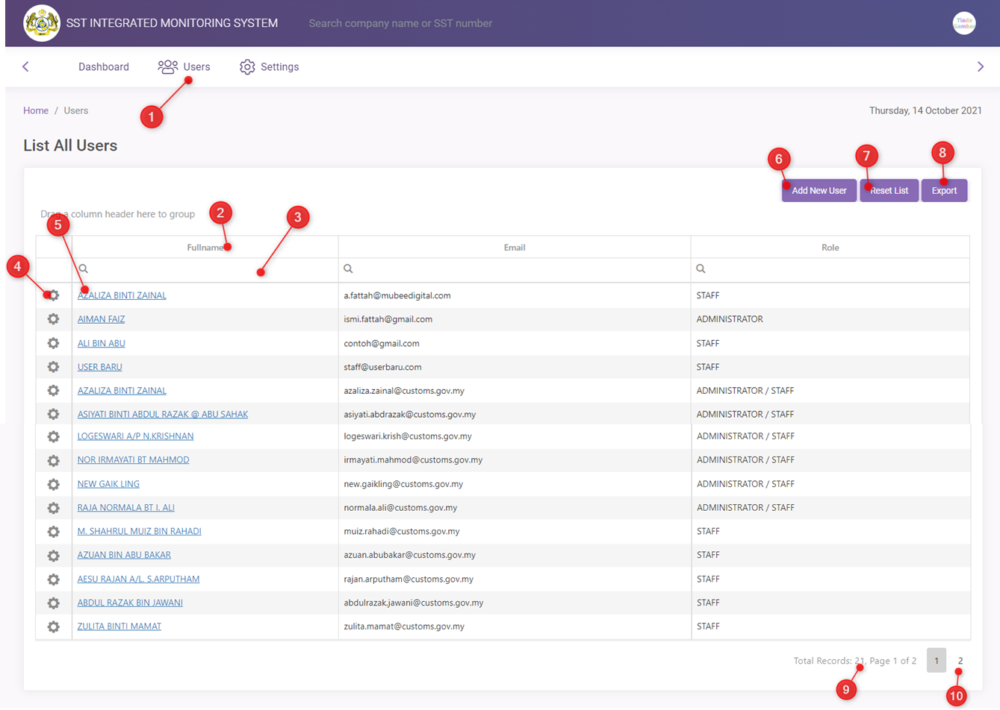 SST INTEGRATED MONITORING SYSTEM Search company name or SST number Tiada Gambar
Dashboard Users Settings
1
Home / Users Thursday, 14 October 2021
List All Users
6 7 8
Add New User Reset List Export
Drag a column header here to group
5 2 3
Fullname Email Role
4
AZALIZA BINTI ZAINAL a.fattah@mubeedigital.com STAFF
AIMAN FAIZ ismi.fattah@gmail.com ADMINISTRATOR
ALI BIN ABU contoh@gmail.com STAFF
USER BARU staff@userbaru.com STAFF
AZALIZA BINTI ZAINAL azaliza.zainal@customs.gov.my ADMINISTRATOR / STAFF
ASIYATI BINTI ABDUL RAZAK @ ABU SAHAK asiyati.abdrazak@customs.gov.my ADMINISTRATOR / STAFF
LOGESWARI A/P N.KRISHNAN logeswari.krish@customs.gov.my ADMINISTRATOR / STAFF
NOR IRMAYATI BT MAHMOD irmayati.mahmod@customs.gov.my ADMINISTRATOR / STAFF
NEW GAIK LING new.gaikling@customs.gov.my ADMINISTRATOR / STAFF
RAJA NORMALA BT I. ALI normala.ali@customs.gov.my ADMINISTRATOR / STAFF
M. SHAHRUL MUIZ BIN RAHADI muiz.rahadi@customs.gov.my STAFF
AZUAN BIN ABU BAKAR azuan.abubakar@customs.gov.my STAFF
AESU RAJAN A/L. S.ARPUTHAM rajan.arputham@customs.gov.my STAFF
ABDUL RAZAK BIN JAWANI abdulrazak.jawani@customs.gov.my STAFF
ZULITA BINTI MAMAT zulita.mamat@customs.gov.my STAFF
Total Records: 21, Page 1 of 2 1 2
9 10